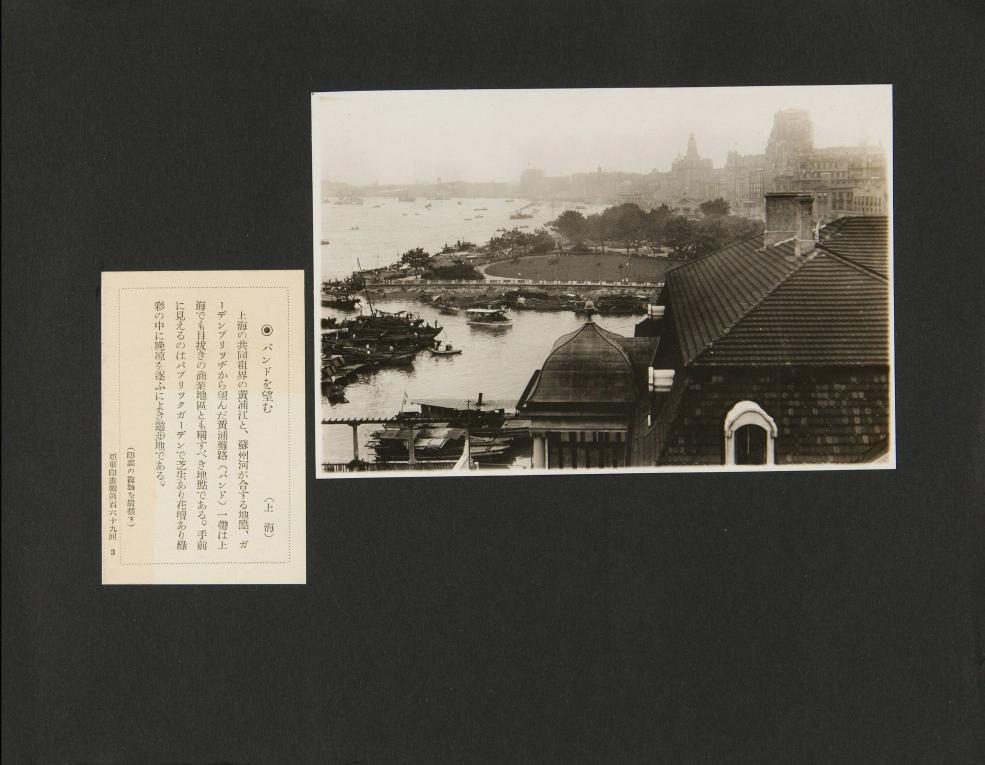 ◉ バンドを望む
（上海）
上海の共同租界の黃浦江と、蘇州河が合する地點、ガ
ーデンブリッヂから望んだ黃浦灘路（バンド）一帶は上
海でも目拔きの商業地區とも稱すべき地點である。手前
に見えるのはパブリックガーデンで芝生あり花壇あり綠
彩の中に晩凉を逐ふによき遊步地である。
（印畫の複製を嚴禁す）
亞東印畫輯第百六十九回 3